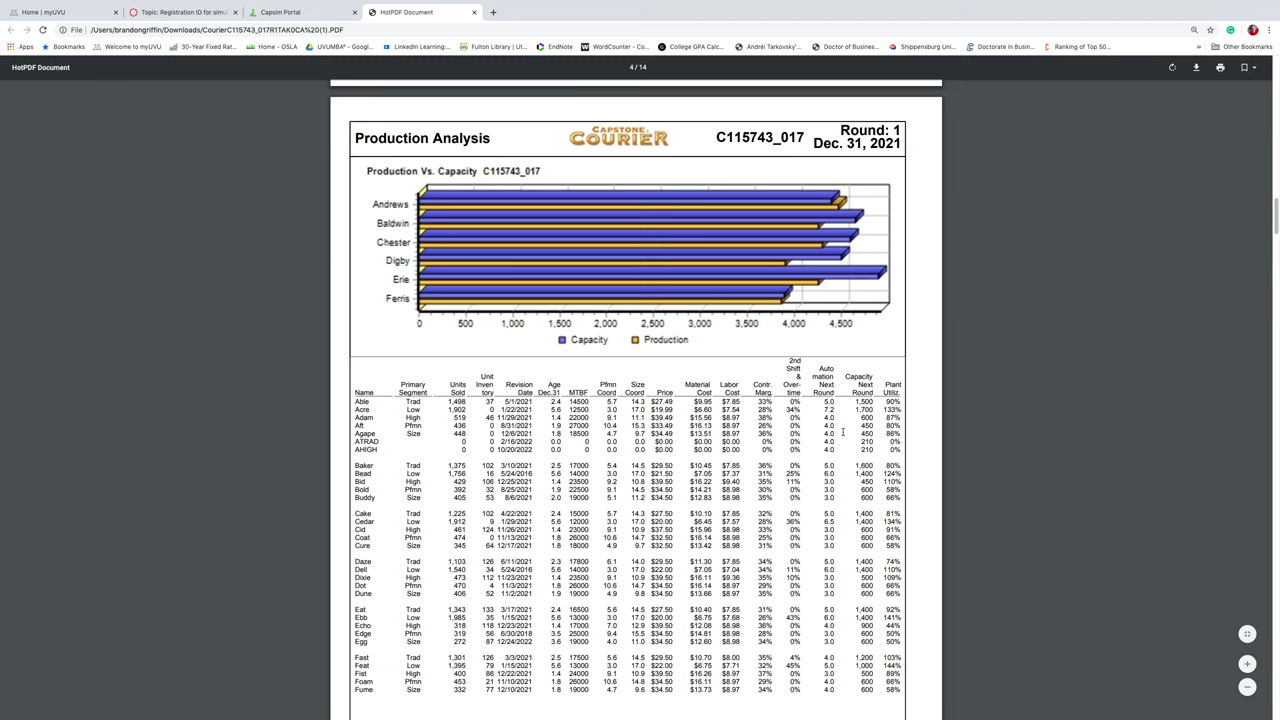 Home | myUVU
Topic: Registration ID for simul
Capsim Portal
HotPDF Document
File | /Users/brandongriffin/Downloads/CourierC115743_017R1TAK0CA%20(1).PDF
Apps Bookmarks Welcome to myUVU 30-Year Fixed Rat... Home - OSLA UVUMBA* - Googl... LinkedIn Learning:... Fulton Library | Ut... EndNote WordCounter - Co... College GPA Calc... Andréi Tarkovsky'... Doctor of Busines... Shippensburg Uni... Doctorate in Busin... Ranking of Top 50... » Other Bookmarks
HotPDF Document
4 / 14
Production Analysis
CAPSTONE COURIER
C115743_017
Round: 1
Dec. 31, 2021
Production Vs. Capacity C115743_017
Andrews
Baldwin
Chester
Digby
Erie
Ferris
0 500 1,000 1,500 2,000 2,500 3,000 3,500 4,000 4,500
Capacity Production
Name
Primary Segment
Units Sold
Unit Inven tory
Revision Date
Age Dec.31
MTBF
Pfmn Coord
Size Coord
Price
Material Cost
Labor Cost
Contr. Marg.
2nd Shift & Over-time
Auto mation Next Round
Capacity Next Round
Plant Utiliz.
Able Trad 1,498 37 5/1/2021 2.4 14500 5.7 14.3 $27.49 $9.95 $7.85 33% 0% 5.0 1,500 90%
Acre Low 1,902 0 1/22/2021 5.6 12500 3.0 17.0 $19.99 $6.60 $7.54 28% 34% 7.2 1,700 133%
Adam High 519 46 11/29/2021 1.4 22000 9.1 11.1 $39.49 $15.56 $8.97 38% 0% 4.0 600 87%
Aft Pfmn 436 0 8/31/2021 1.9 27000 10.4 15.3 $33.49 $16.13 $8.98 26% 0% 4.0 450 80%
Agape Size 448 0 12/6/2021 1.8 18500 4.7 9.7 $34.49 $13.51 $8.97 36% 0% 4.0 450 86%
ATRAD 0 0 2/16/2022 0.0 0 0.0 0.0 $0.00 $0.00 $0.00 0% 0% 4.0 210 0%
AHIGH 0 0 10/20/2022 0.0 0 0.0 0.0 $0.00 $0.00 $0.00 0% 0% 4.0 210 0%
Baker Trad 1,375 102 3/10/2021 2.5 17000 5.4 14.5 $29.50 $10.45 $7.85 36% 0% 5.0 1,600 80%
Bead Low 1,756 16 5/24/2016 5.6 14000 3.0 17.0 $21.50 $7.05 $7.37 31% 25% 6.0 1,400 124%
Bid High 429 106 12/25/2021 1.4 23500 9.2 10.8 $39.50 $16.22 $9.40 35% 11% 3.0 450 110%
Bold Pfmn 392 32 8/25/2021 1.9 22500 9.1 14.5 $34.50 $14.21 $8.98 30% 0% 3.0 600 58%
Buddy Size 405 53 8/6/2021 2.0 19000 5.1 11.2 $34.50 $12.83 $8.98 35% 0% 3.0 600 66%
Cake Trad 1,225 102 4/22/2021 2.4 15000 5.7 14.3 $27.50 $10.10 $7.85 32% 0% 5.0 1,400 81%
Cedar Low 1,912 9 1/29/2021 5.6 12000 3.0 17.0 $20.00 $6.45 $7.57 28% 36% 6.5 1,400 134%
Cid High 461 124 11/26/2021 1.4 23000 9.1 10.9 $37.50 $15.96 $8.98 33% 0% 3.0 600 91%
Coat Pfmn 474 0 11/13/2021 1.8 26000 10.6 14.7 $32.50 $16.14 $8.98 25% 0% 3.0 600 66%
Cure Size 345 64 12/17/2021 1.8 18000 4.9 9.7 $32.50 $13.42 $8.98 31% 0% 3.0 600 58%
Daze Trad 1,103 126 6/11/2021 2.3 17800 6.1 14.0 $29.50 $11.30 $7.85 34% 0% 5.0 1,400 74%
Dell Low 1,540 34 5/24/2016 5.6 14000 3.0 17.0 $22.00 $7.05 $7.04 34% 11% 6.0 1,400 110%
Dixie High 473 112 11/23/2021 1.4 23500 9.1 10.9 $39.50 $16.11 $9.36 35% 10% 3.0 500 109%
Dot Pfmn 470 4 11/3/2021 1.8 26000 10.6 14.7 $34.50 $16.14 $8.97 29% 0% 3.0 600 66%
Dune Size 406 52 11/2/2021 1.9 19000 4.9 9.8 $34.50 $13.66 $8.97 35% 0% 3.0 600 66%
Eat Trad 1,343 133 3/17/2021 2.4 16500 5.6 14.5 $27.50 $10.40 $7.85 31% 0% 5.0 1,400 92%
Ebb Low 1,985 35 1/15/2021 5.6 13000 3.0 17.0 $20.00 $6.75 $7.68 26% 43% 6.0 1,400 141%
Echo High 318 118 12/23/2021 1.4 17000 7.0 12.9 $39.50 $12.08 $8.97 36% 0% 4.0 900 44%
Edge Pfmn 319 56 6/30/2018 3.5 25000 9.4 15.5 $34.50 $14.81 $8.98 28% 0% 4.0 600 50%
Egg Size 272 87 12/24/2022 3.6 19000 4.0 11.0 $34.50 $12.60 $8.98 34% 0% 4.0 600 50%
Fast Trad 1,301 126 3/3/2021 2.5 17500 5.6 14.5 $29.50 $10.70 $8.00 35% 4% 4.0 1,200 103%
Feat Low 1,395 79 1/15/2021 5.6 13000 3.0 17.0 $22.00 $6.75 $7.71 32% 45% 5.0 1,000 144%
Fist High 400 86 12/22/2021 1.4 24000 9.1 10.9 $39.50 $16.26 $8.97 37% 0% 3.0 500 89%
Foam Pfmn 453 21 11/10/2021 1.8 26000 10.6 14.8 $34.50 $16.11 $8.97 29% 0% 4.0 600 66%
Fume Size 332 77 12/10/2021 1.8 19000 4.7 9.6 $34.50 $13.73 $8.97 34% 0% 3.0 600 58%